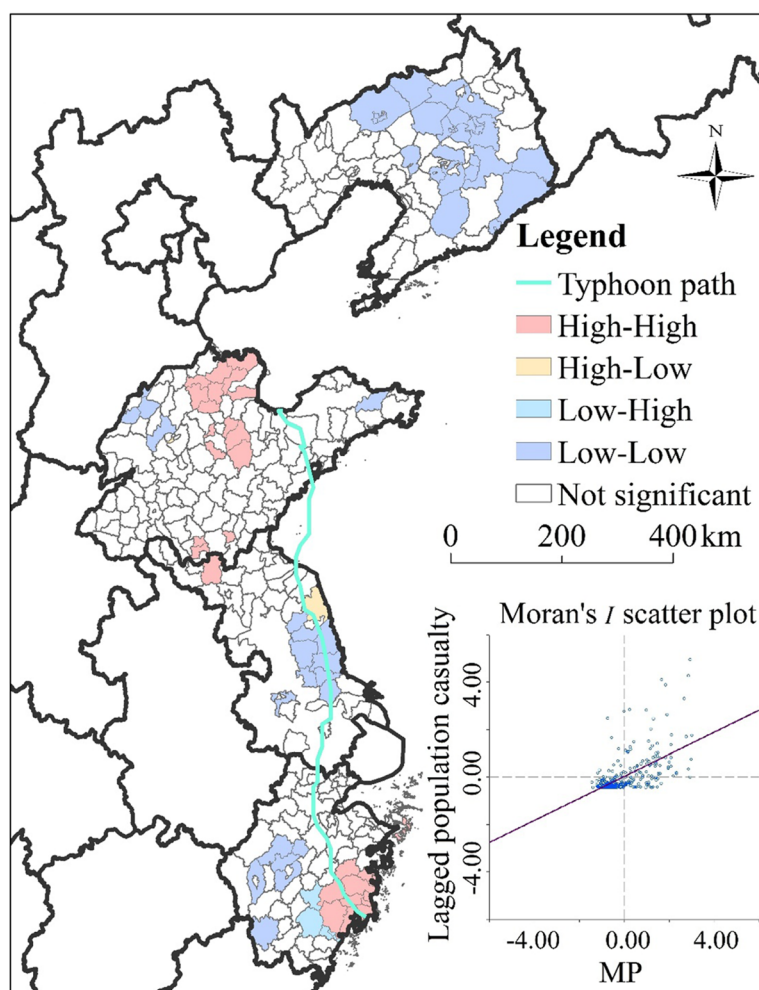 N
Legend
Typhoon path
High-High
High-Low
Low-High
Low-Low
Not significant
0 200 400 km
Moran's I scatter plot
Lagged population casualty
4.00
0.00
-4.00
-4.00 0.00 4.00
MP